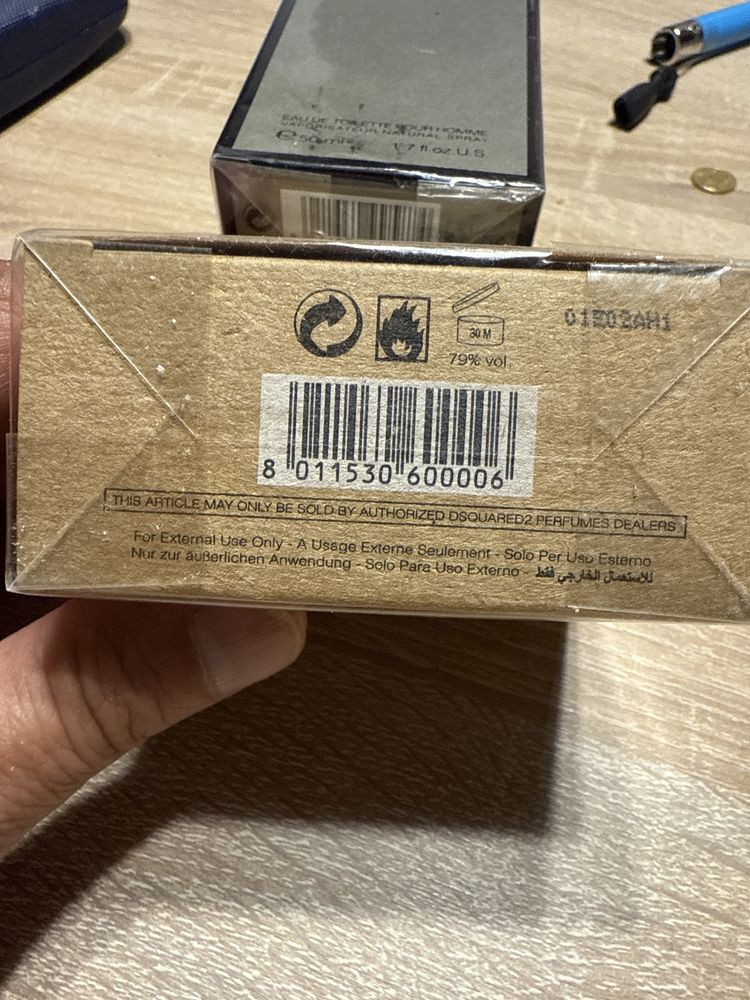 EAU DE TOILETTE POUR HOMME
VAPORISATEUR NATURAL SPRAY
e 50 ml 1.7 fl oz U.S.
30 M
79% vol.
8 011530 600006
THIS ARTICLE MAY ONLY BE SOLD BY AUTHORIZED DSQUARED2 PERFUMES DEALERS
For External Use Only - A Usage Externe Seulement - Solo Per Uso Esterno
Nur zur äußerlichen Anwendung - Solo Para Uso Externo - للاستعمال الخارجي فقط